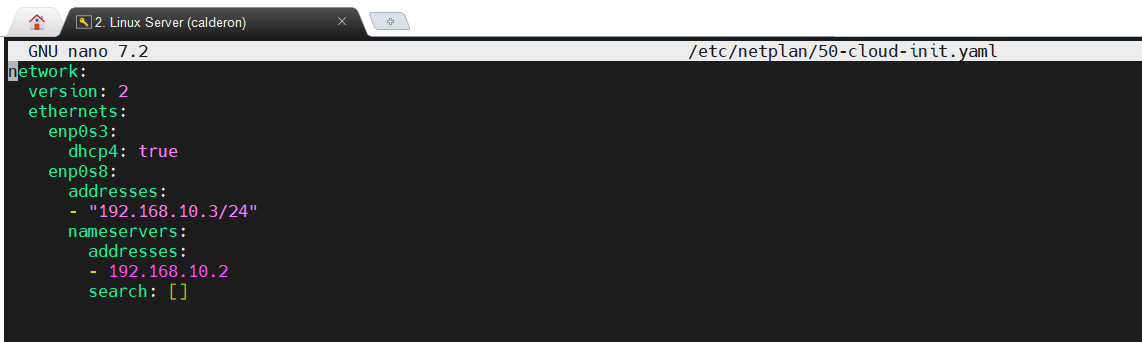 2. Linux Server (calderon)
GNU nano 7.2 /etc/netplan/50-cloud-init.yaml
network:
  version: 2
  ethernets:
    enp0s3:
      dhcp4: true
    enp0s8:
      addresses:
      - "192.168.10.3/24"
      nameservers:
        addresses:
        - 192.168.10.2
        search: []